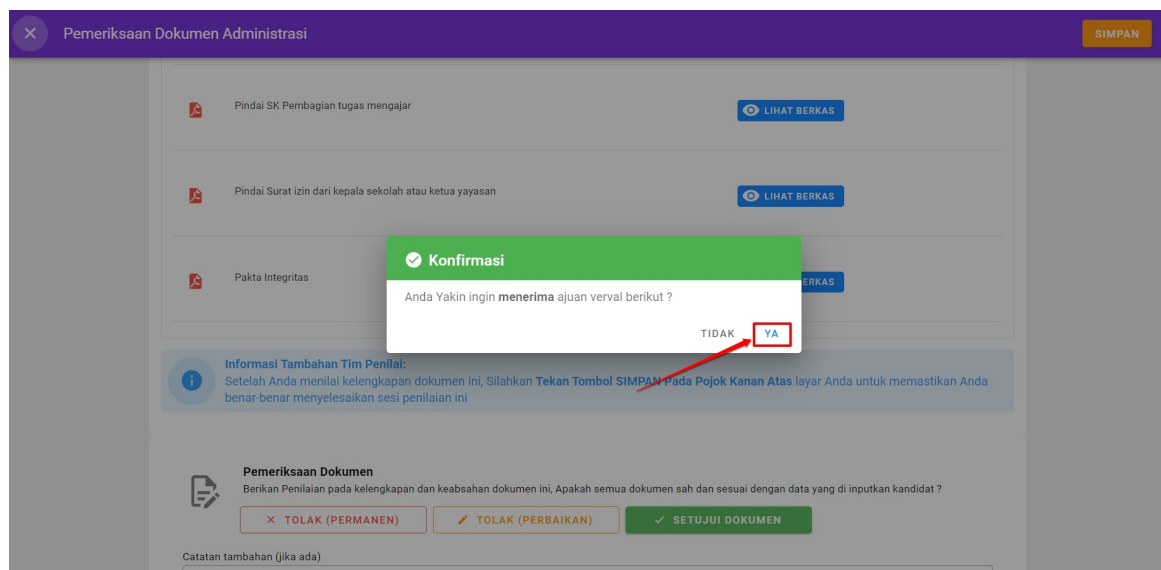 Pemeriksaan Dokumen Administrasi
SIMPAN
Pindai SK Pembagian tugas mengajar
LIHAT BERKAS
Pindai Surat izin dari kepala sekolah atau ketua yayasan
LIHAT BERKAS
Konfirmasi
Pakta Integritas
ERKAS
Anda Yakin ingin menerima ajuan verval berikut ?
TIDAK
YA
Informasi Tambahan Tim Penilai:
Setelah Anda menilai kelengkapan dokumen ini, Silahkan Tekan Tombol SIMPAN Pada Pojok Kanan Atas layar Anda untuk memastikan Anda
benar-benar menyelesaikan sesi penilaian ini
Pemeriksaan Dokumen
Berikan Penilaian pada kelengkapan dan keabsahan dokumen ini, Apakah semua dokumen sah dan sesuai dengan data yang di inputkan kandidat ?
TOLAK (PERMANEN)
TOLAK (PERBAIKAN)
SETUJUI DOKUMEN
Catatan tambahan (jika ada)